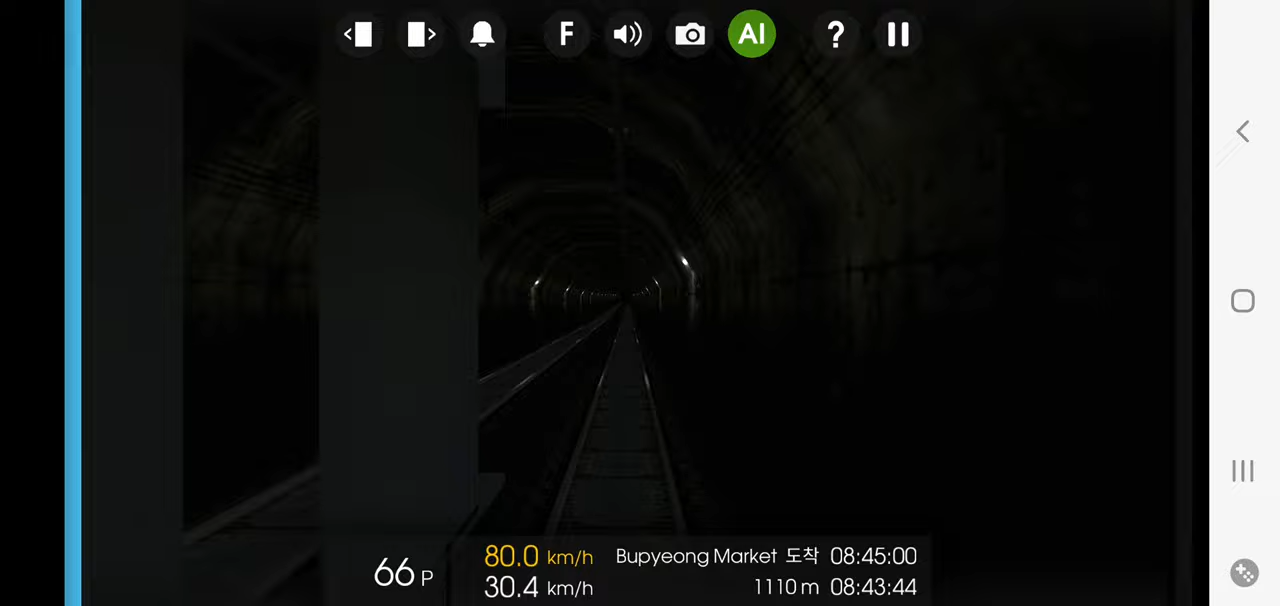 F AI ?
66 P
80.0 km/h Bupyeong Market 도착 08:45:00
30.4 km/h 1110 m 08:43:44